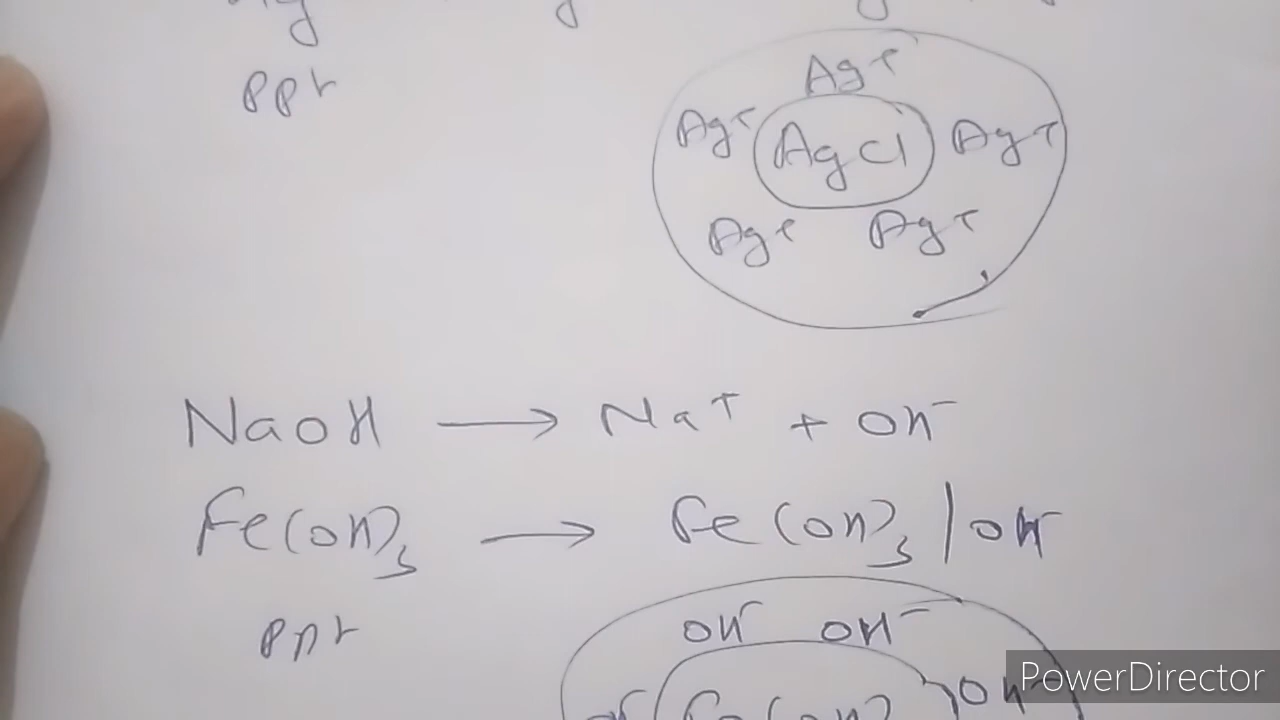 ppt
Ag+
Ag+ AgCl Ag+
Ag+ Ag+
NaOH → Na+ + OH-
Fe(OH)3 → Fe(OH)3 | OH-
ppt
OH- OH-
OH-
PowerDirector